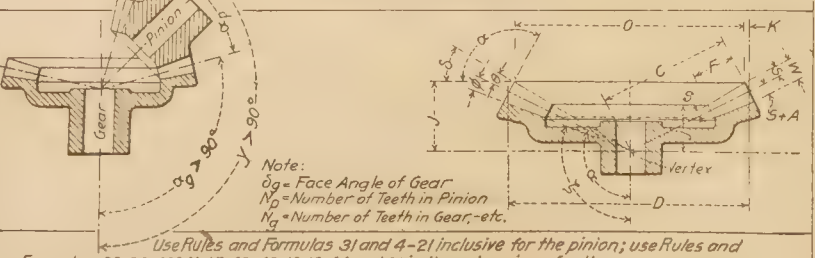 Pinion
Gear
αg > 90°
γ > 90°
O
K
α
δ
C
F
S
W
J
S
S+A
Vertex
α
D
Note:
δg = Face Angle of Gear
Np = Number of Teeth in Pinion
Ng = Number of Teeth in Gear, - etc.
Use Rules and Formulas 31 and 4-21 inclusive for the pinion; use Rules and